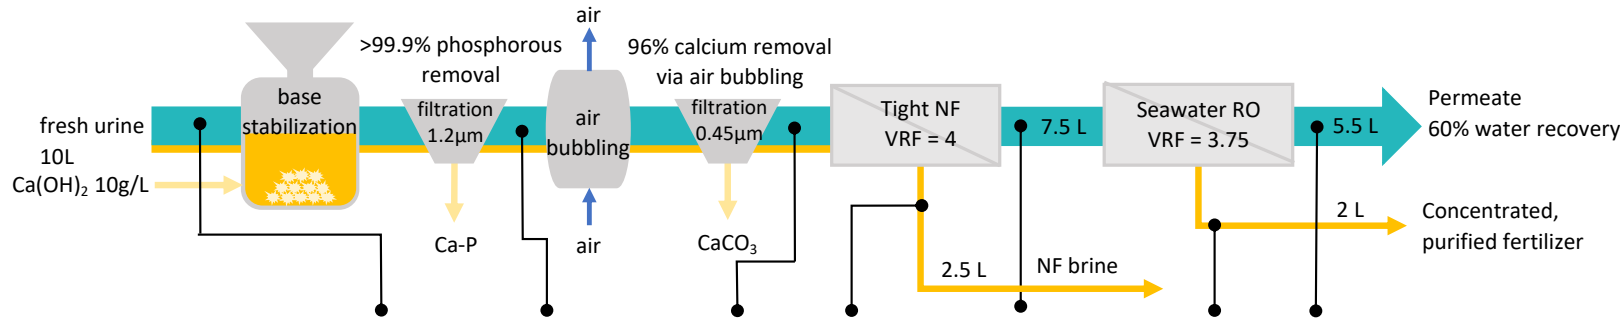 fresh urine
10L
Ca(OH)₂ 10g/L
base
stabilization
>99.9% phosphorous
removal
filtration
1.2µm
Ca-P
air
air
bubbling
air
96% calcium removal
via air bubbling
filtration
0.45µm
CaCO₃
Tight NF
VRF = 4
2.5 L
NF brine
7.5 L
Seawater RO
VRF = 3.75
5.5 L
2 L
Permeate
60% water recovery
Concentrated,
purified fertilizer